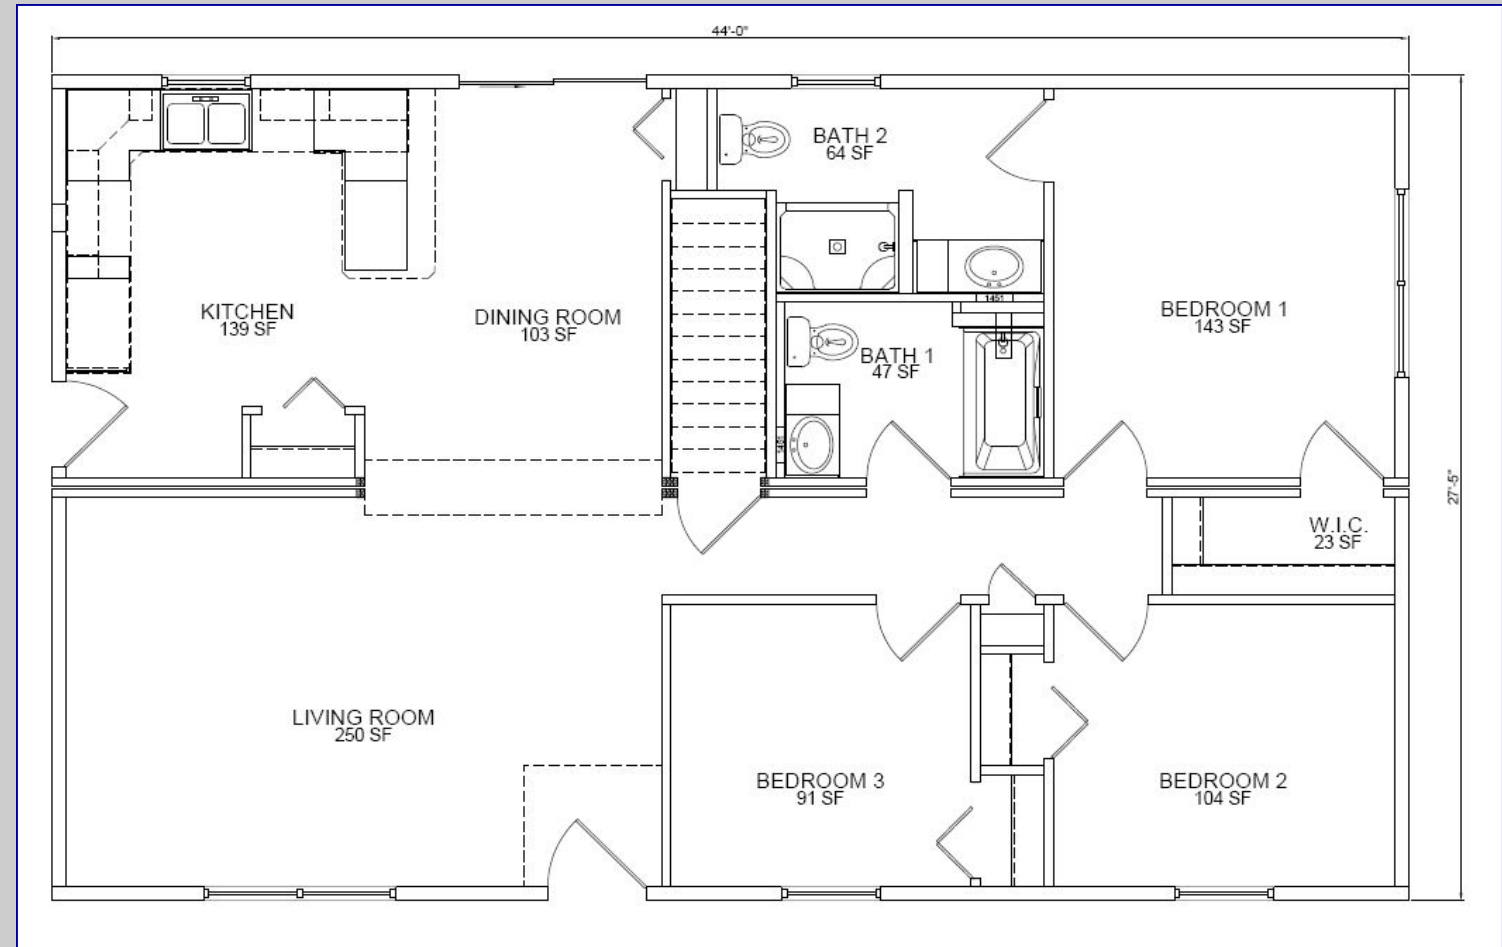 44'-0"
BATH 2
64 SF
KITCHEN
139 SF
DINING ROOM
103 SF
1451
BEDROOM 1
143 SF
BATH 1
47 SF
27'-5"
W.I.C.
23 SF
LIVING ROOM
250 SF
BEDROOM 3
91 SF
BEDROOM 2
104 SF